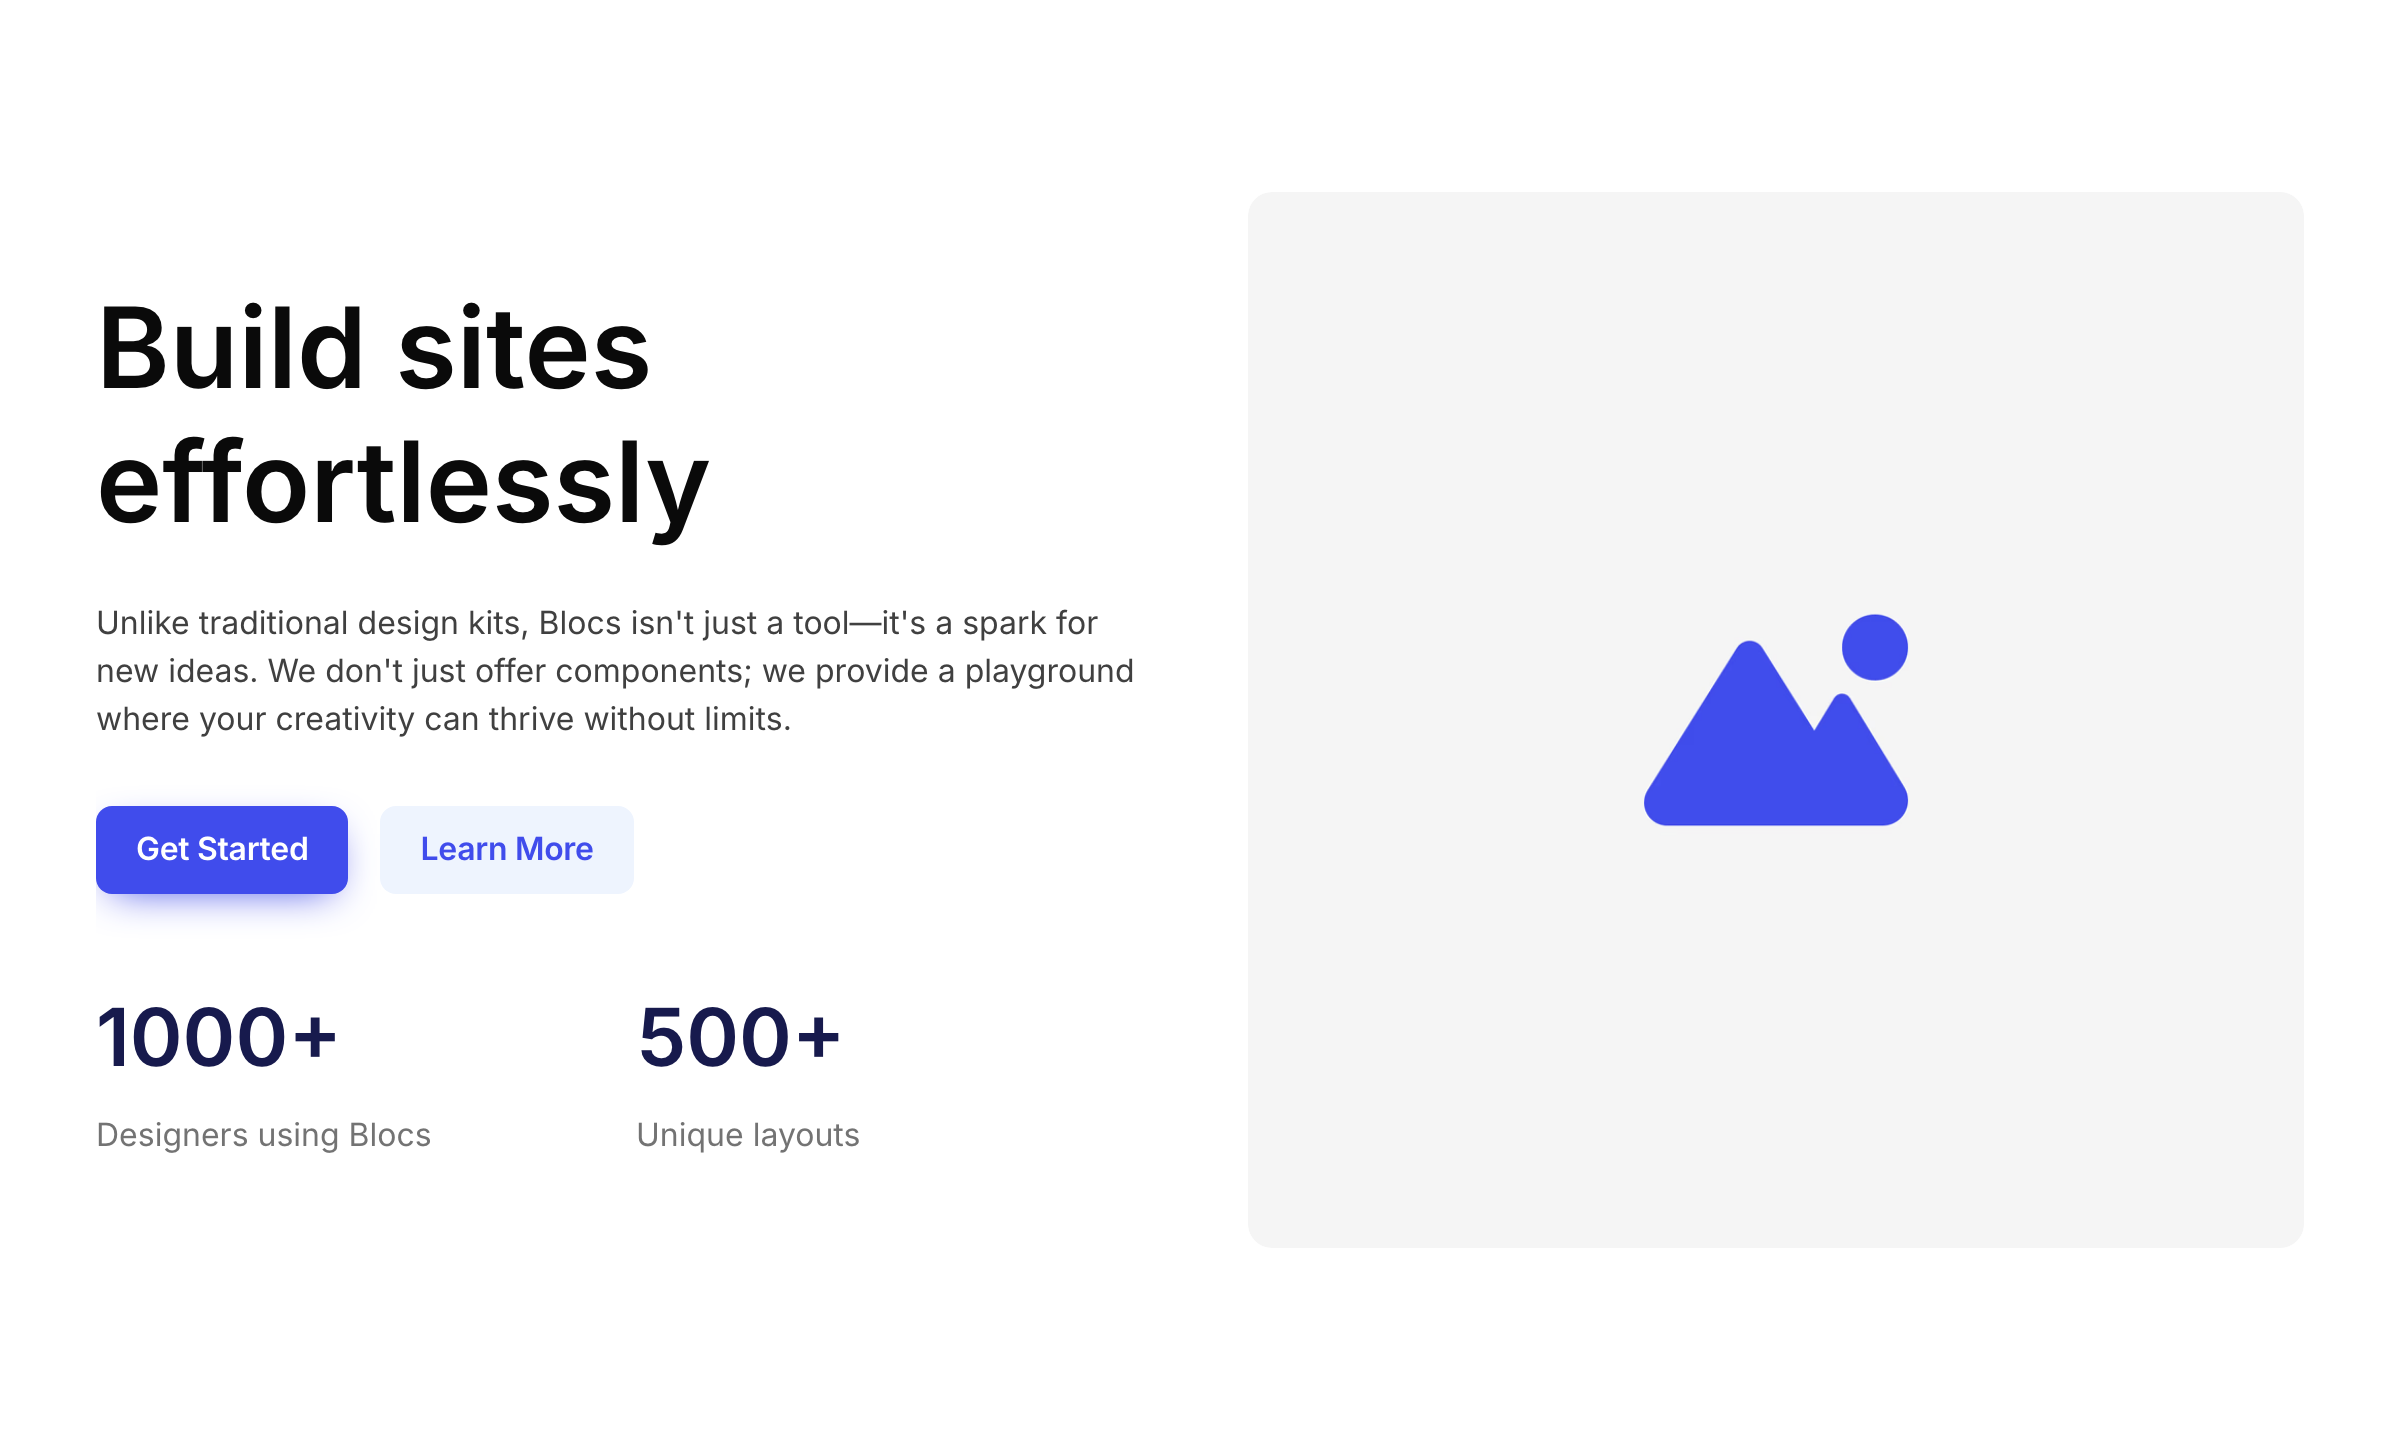 Build sites
effortlessly
Unlike traditional design kits, Blocs isn't just a tool—it's a spark for
new ideas. We don't just offer components; we provide a playground
where your creativity can thrive without limits.
Get Started
Learn More
1000+
500+
Designers using Blocs
Unique layouts